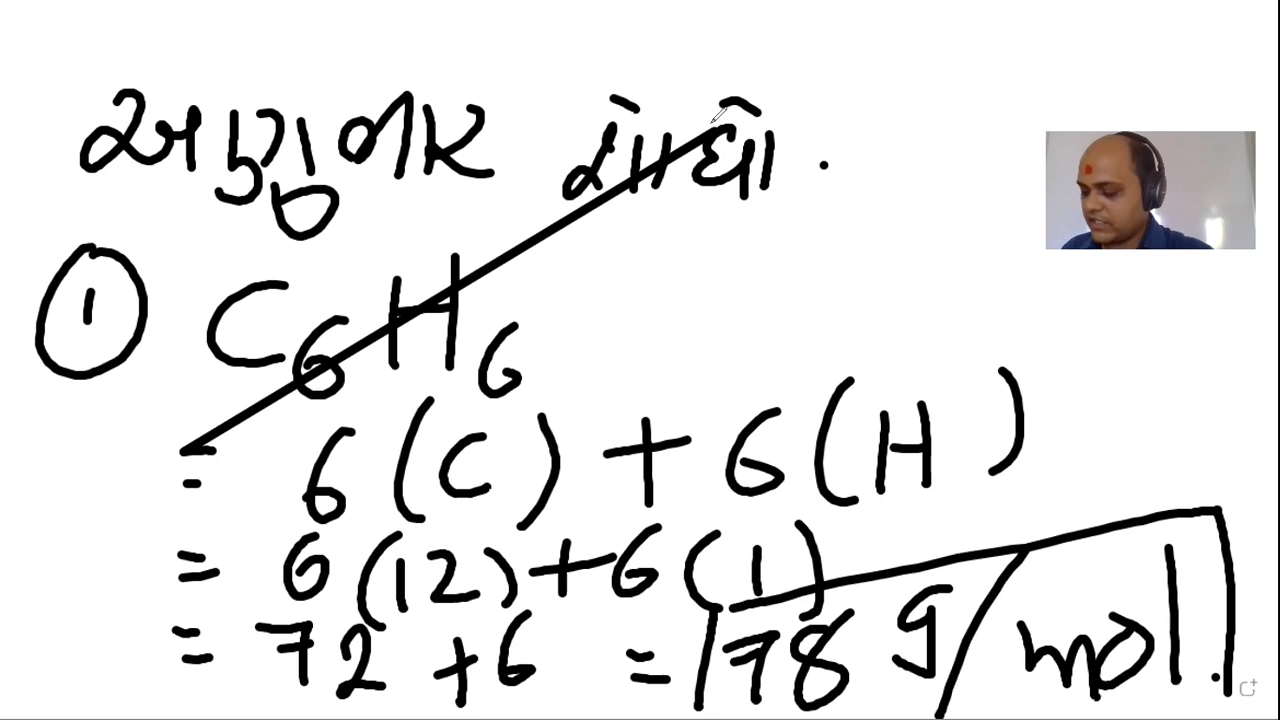 અણુભાર શોધો.
① C₆H₆
= 6(C) + 6(H)
= 6(12) + 6(1)
= 72 + 6 = 78 g/mol.